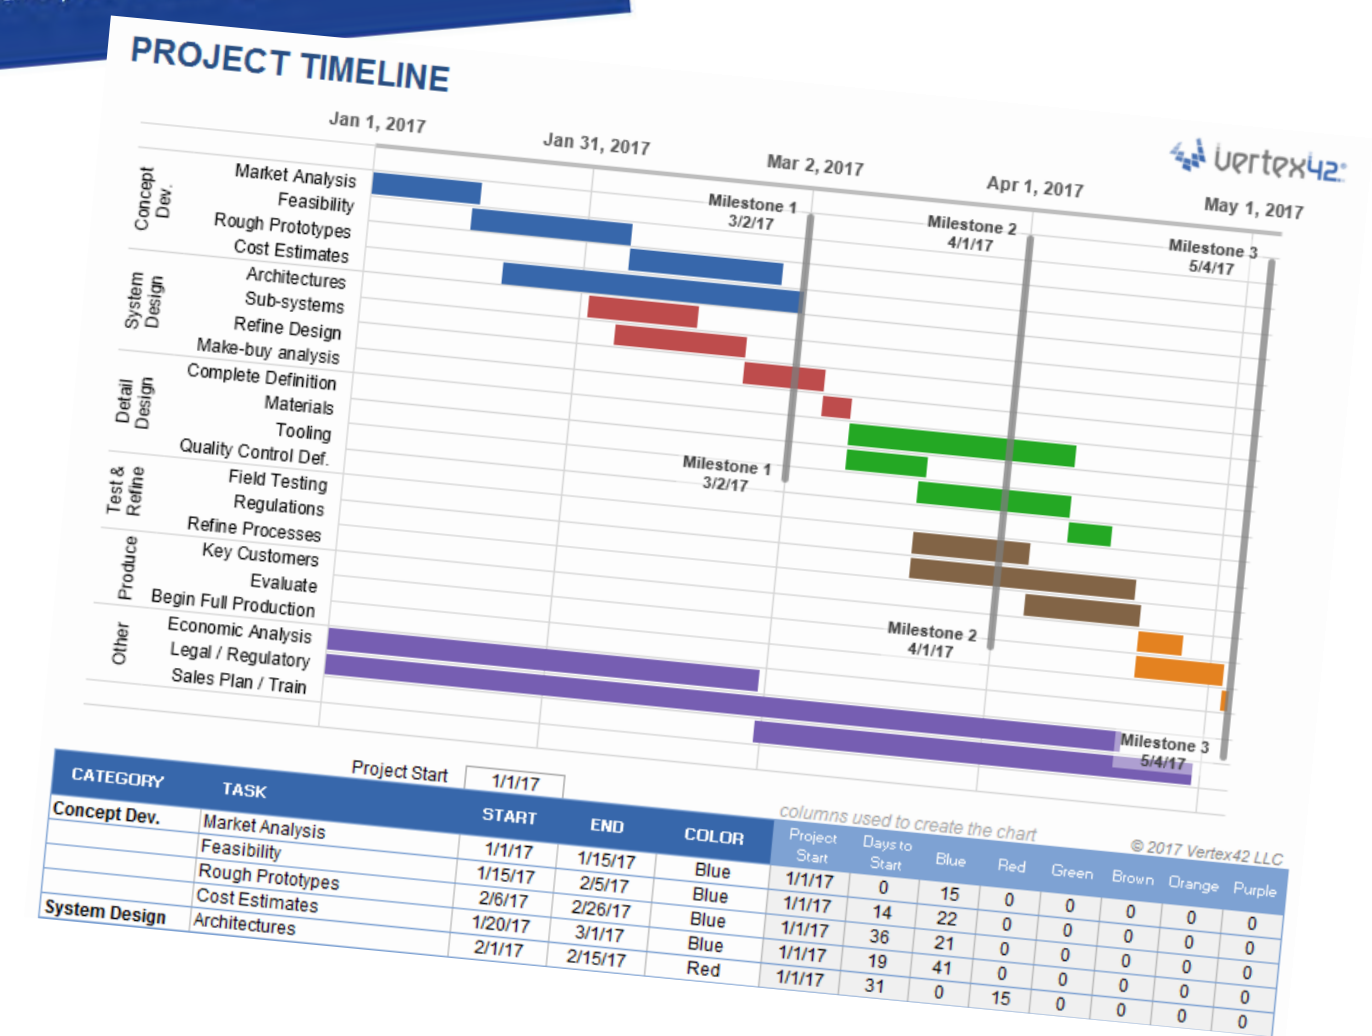 PROJECT TIMELINE
vertex42
Jan 1, 2017
Jan 31, 2017
Mar 2, 2017
Apr 1, 2017
May 1, 2017
Milestone 1
3/2/17
Milestone 2
4/1/17
Milestone 3
5/4/17
Concept
Dev.
Market Analysis
Feasibility
Rough Prototypes
Cost Estimates
System
Design
Architectures
Sub-systems
Refine Design
Make-buy analysis
Detail
Design
Complete Definition
Materials
Tooling
Quality Control Def.
Test &
Refine
Field Testing
Regulations
Refine Processes
Produce
Key Customers
Evaluate
Begin Full Production
Other
Economic Analysis
Legal / Regulatory
Sales Plan / Train
Milestone 1
3/2/17
Milestone 2
4/1/17
Milestone 3
5/4/17
Project Start 1/1/17
columns used to create the chart
© 2017 Vertex42 LLC
CATEGORY TASK START END COLOR Project Start Days to Start Blue Red Green Brown Orange Purple
Concept Dev. Market Analysis 1/1/17 1/15/17 Blue 1/1/17 0 15 0 0 0 0 0
Feasibility 1/15/17 2/5/17 Blue 1/1/17 14 22 0 0 0 0 0
Rough Prototypes 2/6/17 2/26/17 Blue 1/1/17 36 21 0 0 0 0 0
Cost Estimates 1/20/17 3/1/17 Blue 1/1/17 19 41 0 0 0 0 0
System Design Architectures 2/1/17 2/15/17 Red 1/1/17 31 0 15 0 0 0 0